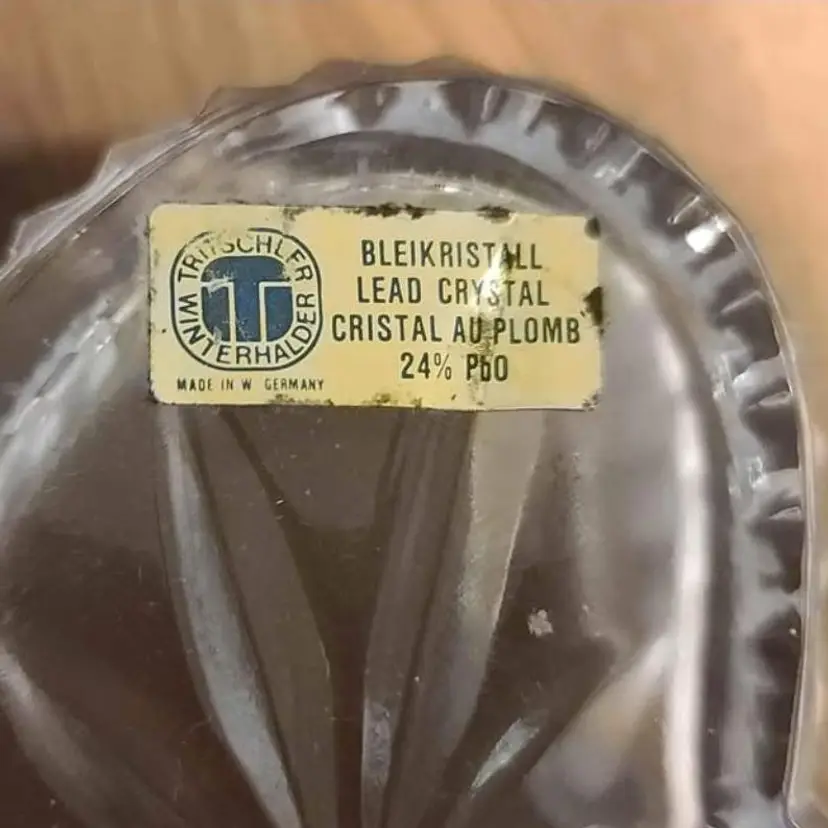 TRITSCHLER
WINTERHALDER
T
MADE IN W GERMANY
BLEIKRISTALL
LEAD CRYSTAL
CRISTAL AU PLOMB
24% PbO